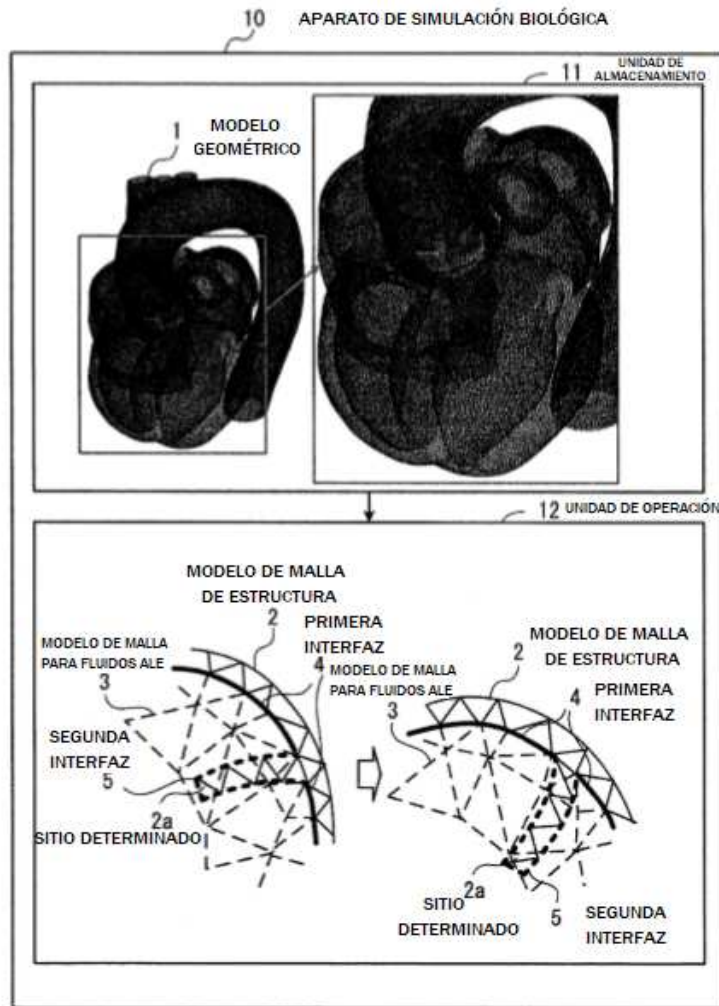 10
APARATO DE SIMULACIÓN BIOLÓGICA
11
UNIDAD DE
ALMACENAMIENTO
1
MODELO
GEOMÉTRICO
12
UNIDAD DE OPERACIÓN
MODELO DE MALLA
DE ESTRUCTURA
2
PRIMERA
INTERFAZ
MODELO DE MALLA
PARA FLUIDOS ALE
3
4
SEGUNDA
INTERFAZ
5
2a
SITIO DETERMINADO
MODELO DE MALLA
DE ESTRUCTURA
2
MODELO DE MALLA
PARA FLUIDOS ALE
3
4
PRIMERA
INTERFAZ
2a
SITIO
DETERMINADO
5
SEGUNDA
INTERFAZ